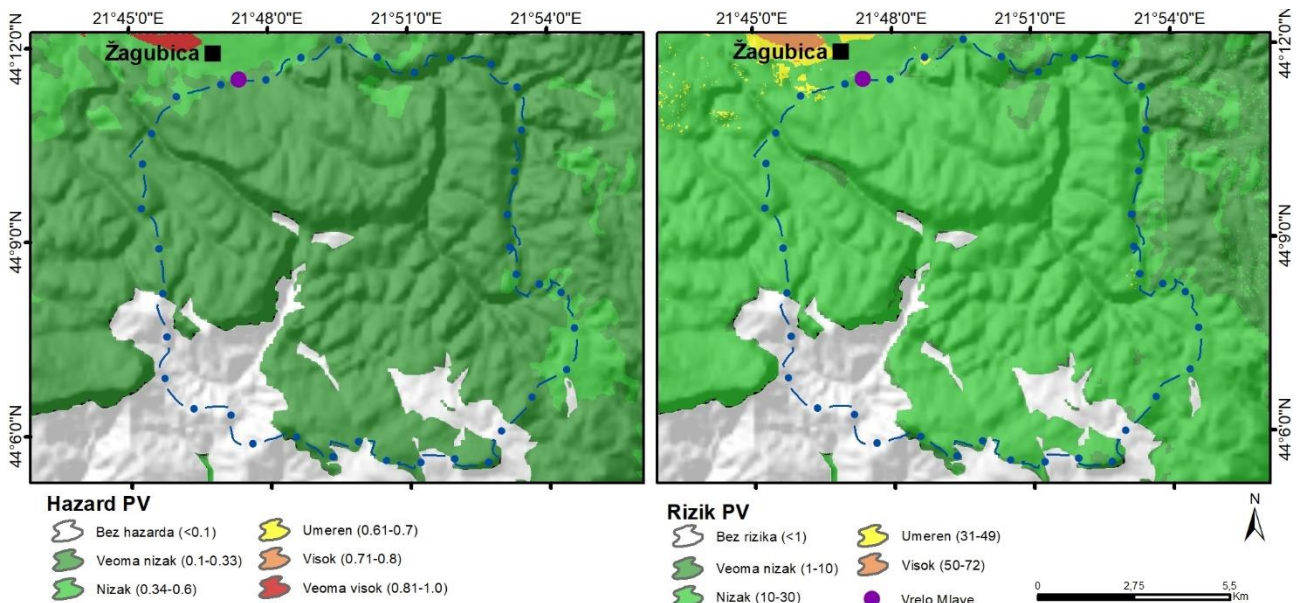 21°45'0"E 21°48'0"E 21°51'0"E 21°54'0"E
21°45'0"E 21°48'0"E 21°51'0"E 21°54'0"E
44°12'0"N
Žagubica
Žagubica
44°12'0"N
44°9'0"N
44°9'0"N
44°6'0"N
44°6'0"N
Hazard PV
Bez hazarda (<0.1)
Veoma nizak (0.1-0.33)
Nizak (0.34-0.6)
Umeren (0.61-0.7)
Visok (0.71-0.8)
Veoma visok (0.81-1.0)
Rizik PV
Bez rizika (<1)
Veoma nizak (1-10)
Nizak (10-30)
Umeren (31-49)
Visok (50-72)
Vrelo Mlave
N
0 2,75 5,5
Km